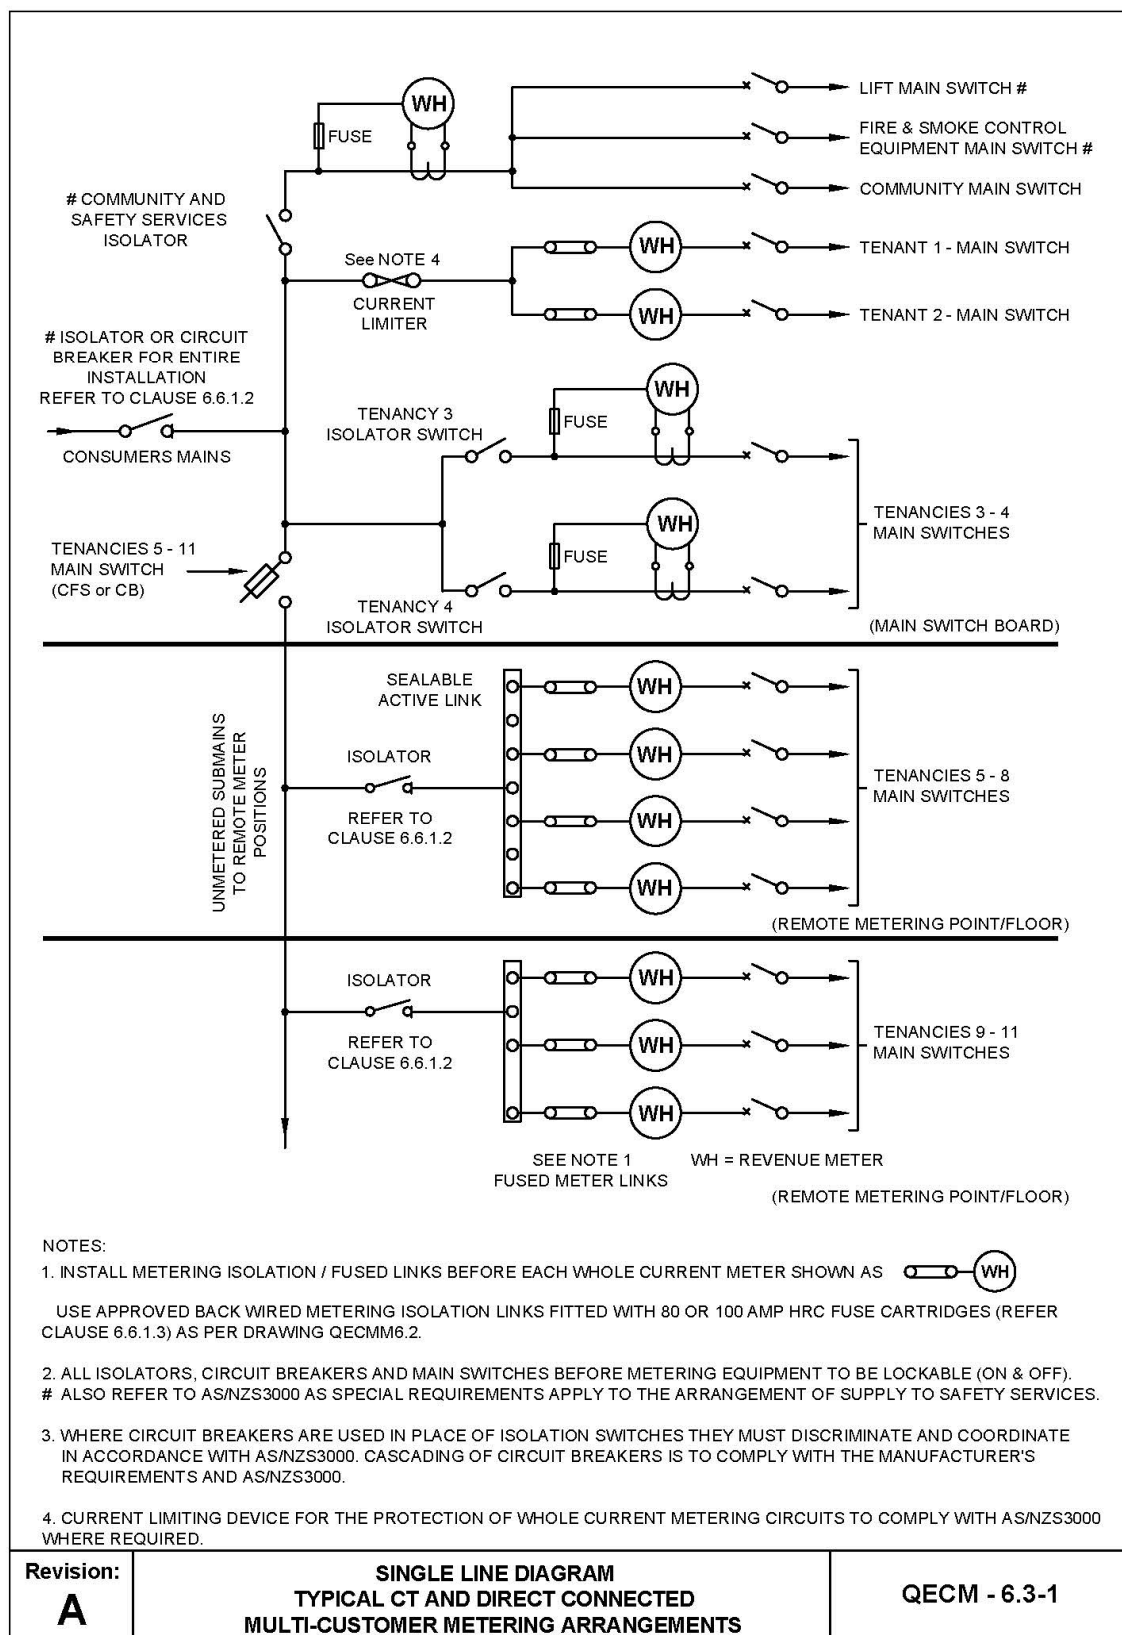 WH
FUSE
LIFT MAIN SWITCH #
FIRE & SMOKE CONTROL
EQUIPMENT MAIN SWITCH #
COMMUNITY MAIN SWITCH
# COMMUNITY AND
SAFETY SERVICES
ISOLATOR
See NOTE 4
CURRENT
LIMITER
WH
TENANT 1 - MAIN SWITCH
WH
TENANT 2 - MAIN SWITCH
# ISOLATOR OR CIRCUIT
BREAKER FOR ENTIRE
INSTALLATION
REFER TO CLAUSE 6.6.1.2
CONSUMERS MAINS
TENANCY 3
ISOLATOR SWITCH
FUSE
WH
TENANCIES 3 - 4
MAIN SWITCHES
TENANCIES 5 - 11
MAIN SWITCH
(CFS or CB)
FUSE
WH
TENANCY 4
ISOLATOR SWITCH
(MAIN SWITCH BOARD)
UNMETERED SUBMAINS
TO REMOTE METER
POSITIONS
SEALABLE
ACTIVE LINK
WH
ISOLATOR
REFER TO
CLAUSE 6.6.1.2
WH
WH
WH
TENANCIES 5 - 8
MAIN SWITCHES
(REMOTE METERING POINT/FLOOR)
ISOLATOR
REFER TO
CLAUSE 6.6.1.2
WH
WH
WH
TENANCIES 9 - 11
MAIN SWITCHES
SEE NOTE 1
FUSED METER LINKS
WH = REVENUE METER
(REMOTE METERING POINT/FLOOR)
NOTES:
1. INSTALL METERING ISOLATION / FUSED LINKS BEFORE EACH WHOLE CURRENT METER SHOWN AS WH
USE APPROVED BACK WIRED METERING ISOLATION LINKS FITTED WITH 80 OR 100 AMP HRC FUSE CARTRIDGES (REFER
CLAUSE 6.6.1.3) AS PER DRAWING QECMM6.2.
2. ALL ISOLATORS, CIRCUIT BREAKERS AND MAIN SWITCHES BEFORE METERING EQUIPMENT TO BE LOCKABLE (ON & OFF).
# ALSO REFER TO AS/NZS3000 AS SPECIAL REQUIREMENTS APPLY TO THE ARRANGEMENT OF SUPPLY TO SAFETY SERVICES.
3. WHERE CIRCUIT BREAKERS ARE USED IN PLACE OF ISOLATION SWITCHES THEY MUST DISCRIMINATE AND COORDINATE
IN ACCORDANCE WITH AS/NZS3000. CASCADING OF CIRCUIT BREAKERS IS TO COMPLY WITH THE MANUFACTURER'S
REQUIREMENTS AND AS/NZS3000.
4. CURRENT LIMITING DEVICE FOR THE PROTECTION OF WHOLE CURRENT METERING CIRCUITS TO COMPLY WITH AS/NZS3000
WHERE REQUIRED.
Revision:
A
SINGLE LINE DIAGRAM
TYPICAL CT AND DIRECT CONNECTED
MULTI-CUSTOMER METERING ARRANGEMENTS
QECM - 6.3-1